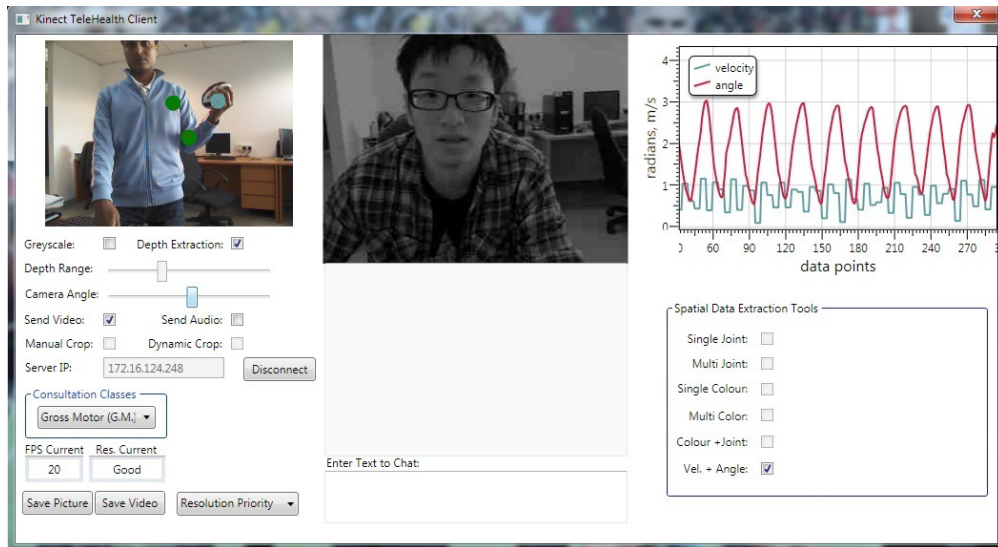 Kinect TeleHealth Client
x
Greyscale: Depth Extraction:
Depth Range:
Camera Angle:
Send Video: Send Audio:
Manual Crop: Dynamic Crop:
Server IP: 172.16.124.248 Disconnect
Consultation Classes
Gross Motor (G.M.)
FPS Current Res. Current
20 Good
Save Picture Save Video Resolution Priority
Enter Text to Chat:
velocity
angle
radians, m/s
4
3
2
1
0
60 90 120 150 180 210 240 270
data points
Spatial Data Extraction Tools
Single Joint:
Multi Joint:
Single Colour:
Multi Color:
Colour +Joint:
Vel. + Angle: